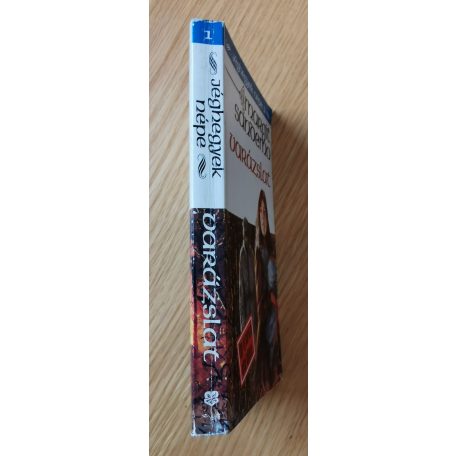 1
Jéghegyek
népe
Varázslat
Margit
Sandemo
Varázslat